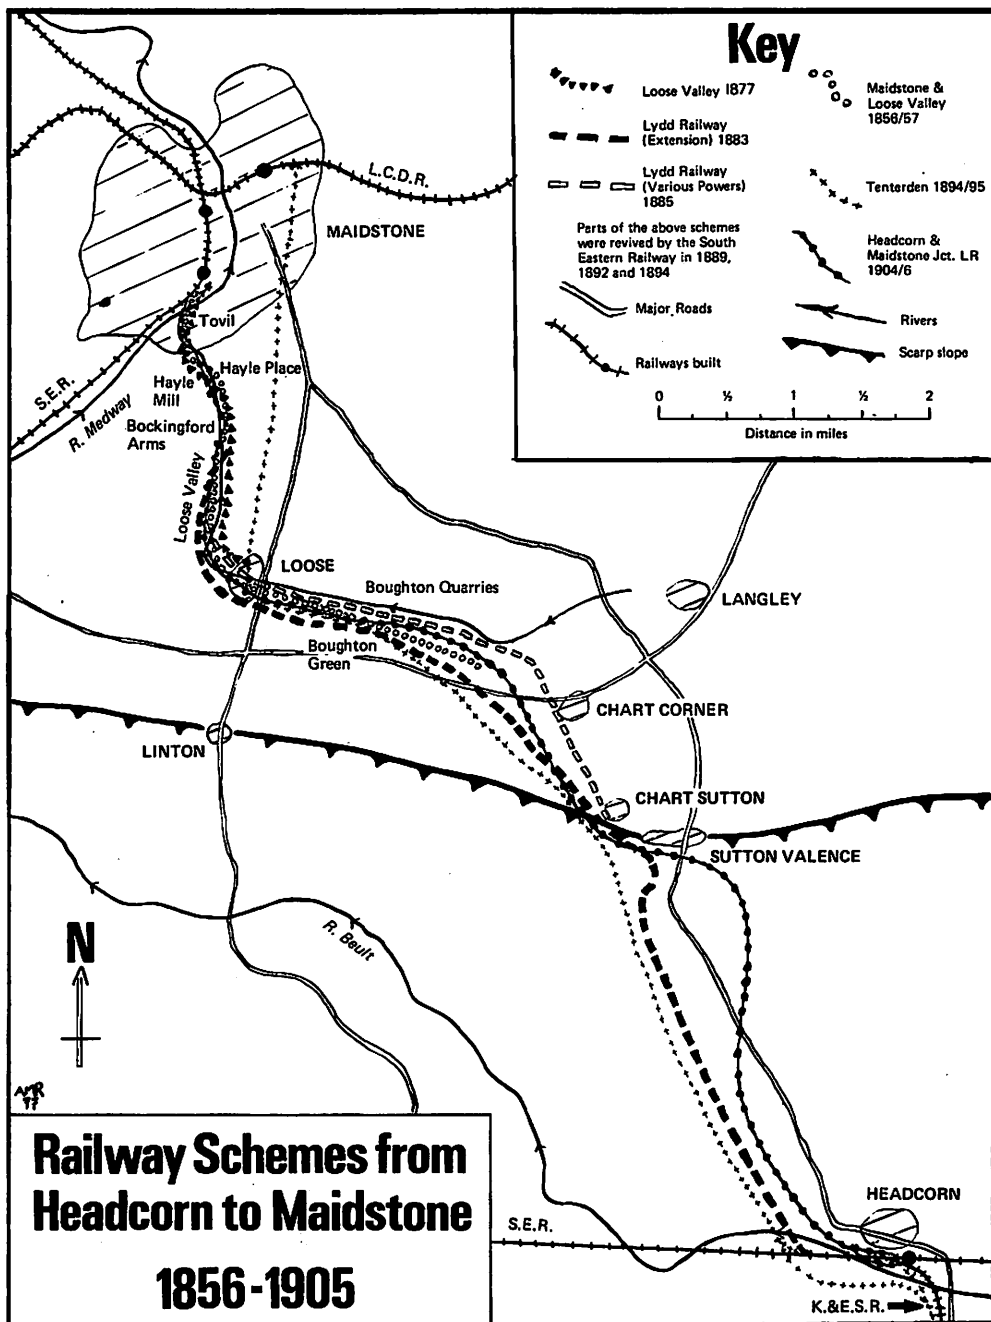 Key
Loose Valley 1877
Lydd Railway
(Extension) 1883
Lydd Railway
(Various Powers)
1885
Parts of the above schemes
were revived by the South
Eastern Railway in 1889,
1892 and 1894
Major Roads
Railways built
Maidstone &
Loose Valley
1856/57
Tenterden 1894/95
Headcorn &
Maidstone Jct. LR
1904/6
Rivers
Scarp slope
0 ½ 1 ½ 2
Distance in miles
L.C.D.R.
MAIDSTONE
Tovil
Hayle Place
Hayle
Mill
S.E.R.
R. Medway
Bockingford
Arms
Loose Valley
LOOSE
Boughton Quarries
LANGLEY
Boughton
Green
CHART CORNER
LINTON
CHART SUTTON
SUTTON VALENCE
R. Beult
N
AMR
77
HEADCORN
S.E.R.
K.&E.S.R.
Railway Schemes from
Headcorn to Maidstone
1856-1905